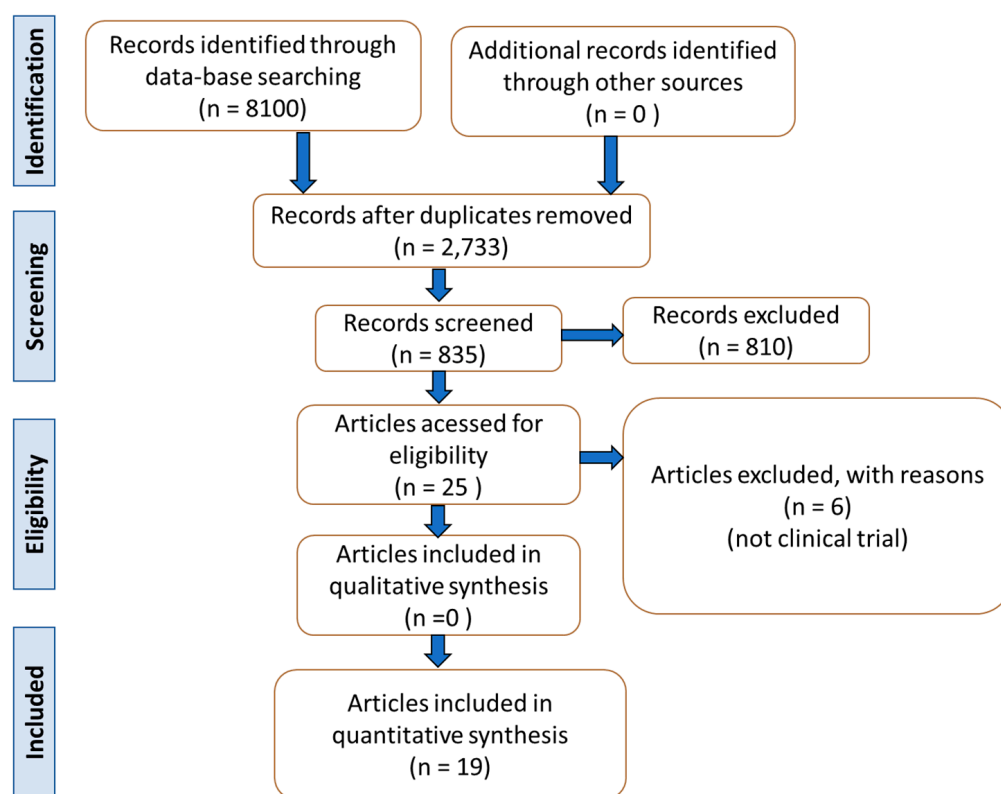 Identification
Records identified through
data-base searching
(n = 8100)
Additional records identified
through other sources
(n = 0 )
Screening
Records after duplicates removed
(n = 2,733)
Records screened
(n = 835)
Records excluded
(n = 810)
Eligibility
Articles acessed for
eligibility
(n = 25 )
Articles excluded, with reasons
(n = 6)
(not clinical trial)
Articles included in
qualitative synthesis
(n =0 )
Included
Articles included in
quantitative synthesis
(n = 19)